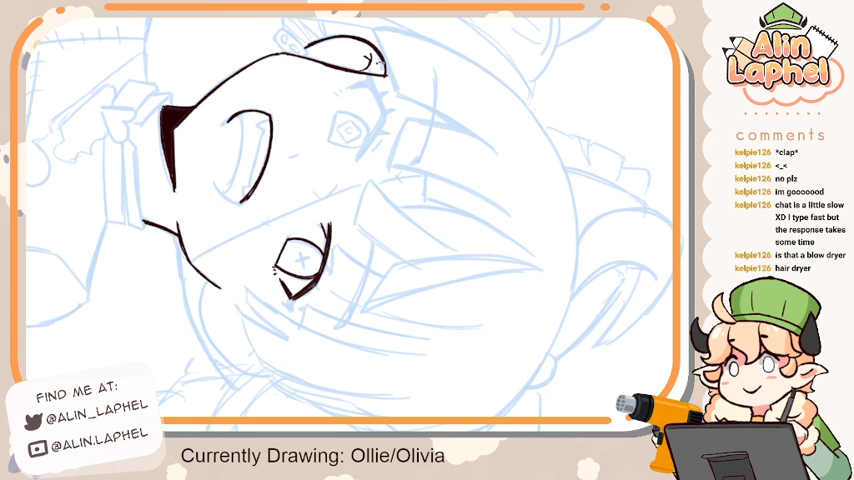 Alin
Laphel
comments
kelpie126 *clap*
kelpie126 <_<
kelpie126 no plz
kelpie126 im gooooood
kelpie126 chat is a little slow
XD I type fast but
the response takes
some time
kelpie126 is that a blow dryer
kelpie126 hair dryer
FIND ME AT:
@ALIN_LAPHEL
@ALIN.LAPHEL
Currently Drawing: Ollie/Olivia